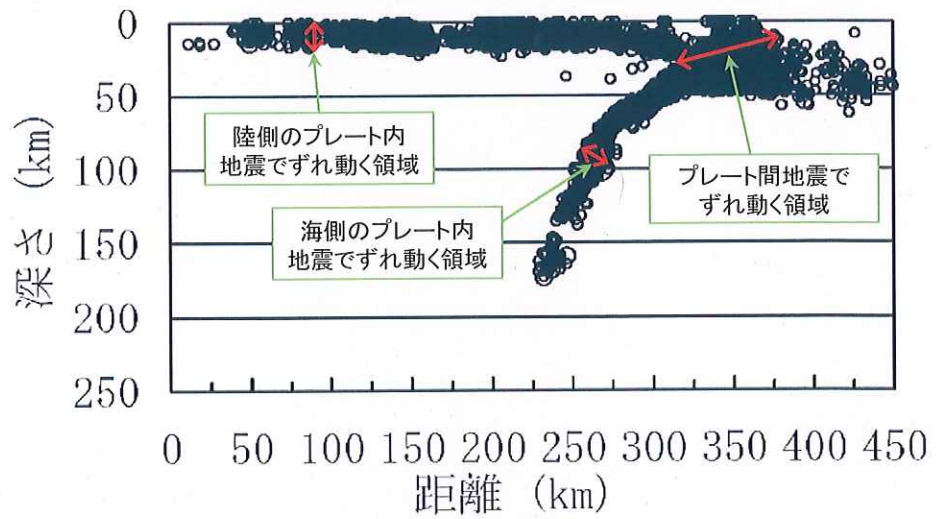 0
50
100
150
200
250
深さ (km)
陸側のプレート内
地震でずれ動く領域
海側のプレート内
地震でずれ動く領域
プレート間地震で
ずれ動く領域
0 50 100 150 200 250 300 350 400 450
距離 (km)